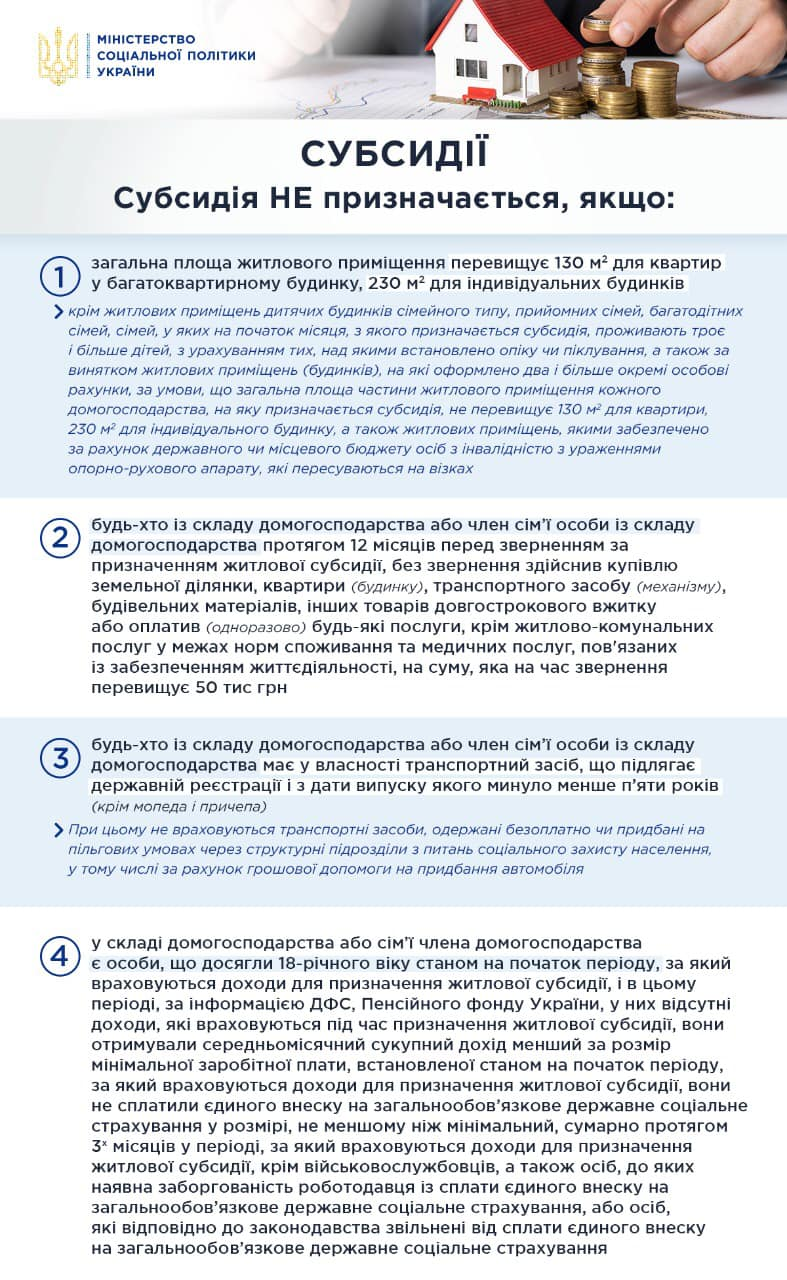 МІНІСТЕРСТВО
СОЦІАЛЬНОЇ ПОЛІТИКИ
УКРАЇНИ
СУБСИДІЇ
Субсидія НЕ призначається, якщо:
1
загальна площа житлового приміщення перевищує 130 м² для квартир
у багатоквартирному будинку, 230 м² для індивідуальних будинків
крім житлових приміщень дитячих будинків сімейного типу, прийомних сімей, багатодітних
сімей, сімей, у яких на початок місяця, з якого призначається субсидія, проживають троє
і більше дітей, з урахуванням тих, над якими встановлено опіку чи піклування, а також за
винятком житлових приміщень (будинків), на які оформлено два і більше окремі особові
рахунки, за умови, що загальна площа частини житлового приміщення кожного
домогосподарства, на яку призначається субсидія, не перевищує 130 м² для квартири,
230 м² для індивідуального будинку, а також житлових приміщень, якими забезпечено
за рахунок державного чи місцевого бюджету осіб з інвалідністю з ураженнями
опорно-рухового апарату, які пересуваються на візках
2
будь-хто із складу домогосподарства або член сім’ї особи із складу
домогосподарства протягом 12 місяців перед зверненням за
призначенням житлової субсидії, без звернення здійснив купівлю
земельної ділянки, квартири (будинку), транспортного засобу (механізму),
будівельних матеріалів, інших товарів довгострокового вжитку
або оплатив (одноразово) будь-які послуги, крім житлово-комунальних
послуг у межах норм споживання та медичних послуг, пов'язаних
із забезпеченням життєдіяльності, на суму, яка на час звернення
перевищує 50 тис грн
3
будь-хто із складу домогосподарства або член сім’ї особи із складу
домогосподарства має у власності транспортний засіб, що підлягає
державній реєстрації і з дати випуску якого минуло менше п’яти років
(крім мопеда і причепа)
При цьому не враховуються транспортні засоби, одержані безоплатно чи придбані на
пільгових умовах через структурні підрозділи з питань соціального захисту населення,
у тому числі за рахунок грошової допомоги на придбання автомобіля
4
у складі домогосподарства або сім’ї члена домогосподарства
є особи, що досягли 18-річного віку станом на початок періоду, за який
враховуються доходи для призначення житлової субсидії, і в цьому
періоді, за інформацією ДФС, Пенсійного фонду України, у них відсутні
доходи, які враховуються під час призначення житлової субсидії, вони
отримували середньомісячний сукупний дохід менший за розмір
мінімальної заробітної плати, встановленої станом на початок періоду,
за який враховуються доходи для призначення житлової субсидії, вони
не сплатили єдиного внеску на загальнообов’язкове державне соціальне
страхування у розмірі, не меншому ніж мінімальний, сумарно протягом
3ˣ місяців у періоді, за який враховуються доходи для призначення
житлової субсидії, крім військовослужбовців, а також осіб, до яких
наявна заборгованість роботодавця із сплати єдиного внеску на
загальнообов’язкове державне соціальне страхування, або осіб,
які відповідно до законодавства звільнені від сплати єдиного внеску
на загальнообов’язкове державне соціальне страхування